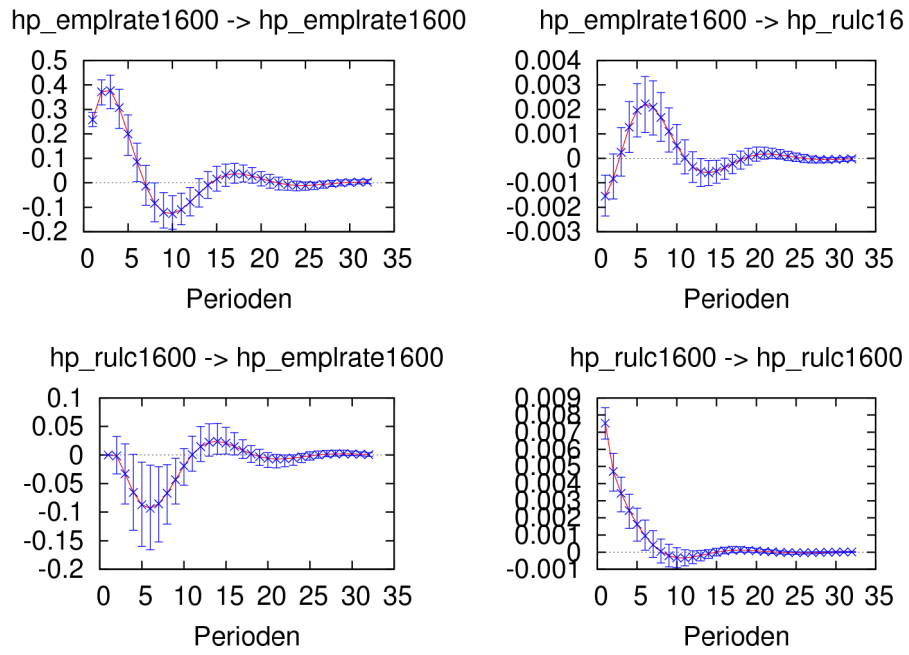 hp_emplrate1600 -> hp_emplrate1600
0.5
0.4
0.3
0.2
0.1
0
-0.1
-0.2
0 5 10 15 20 25 30 35
Perioden
hp_emplrate1600 -> hp_rulc16
0.004
0.003
0.002
0.001
0
-0.001
-0.002
-0.003
0 5 10 15 20 25 30 35
Perioden
hp_rulc1600 -> hp_emplrate1600
0.1
0.05
0
-0.05
-0.1
-0.15
-0.2
0 5 10 15 20 25 30 35
Perioden
hp_rulc1600 -> hp_rulc1600
0.009
0.008
0.007
0.006
0.005
0.004
0.003
0.002
0.001
0
-0.001
0 5 10 15 20 25 30 35
Perioden